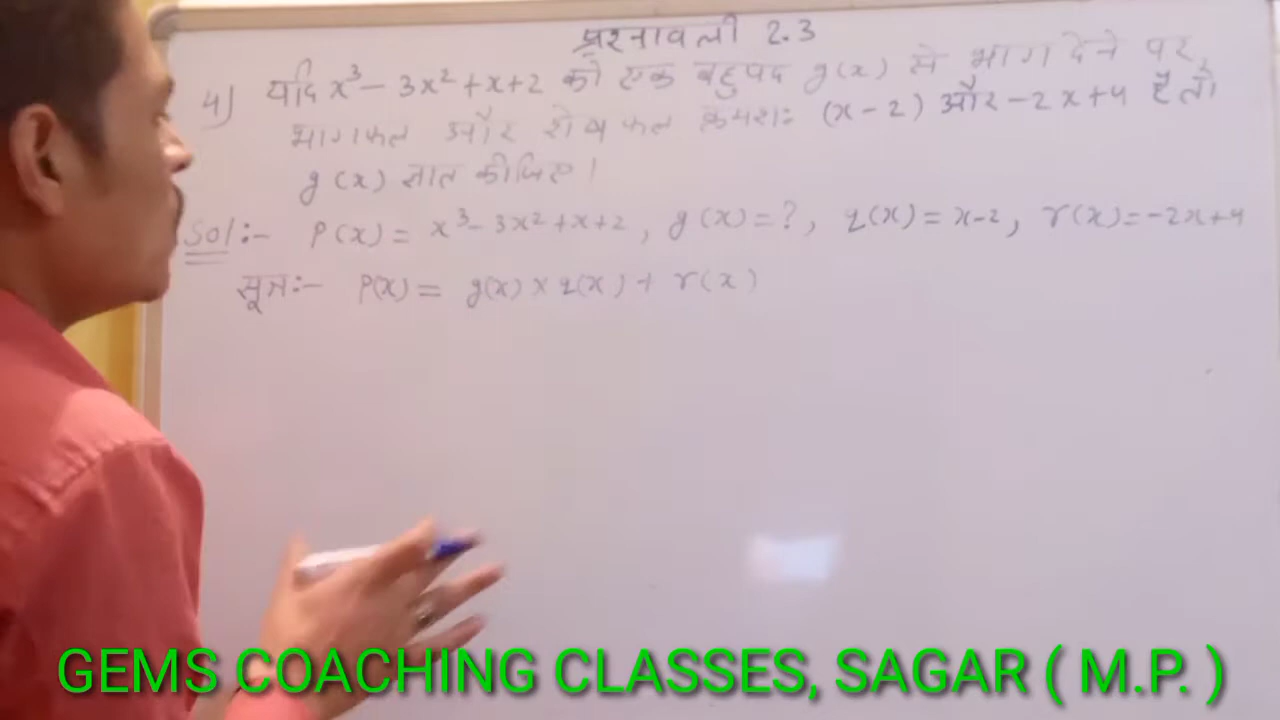 प्रश्नावली 2.3
4) यदि x³ - 3x² + x + 2 को एक बहुपद g(x) से भाग देने पर,
भागफल और शेषफल क्रमशः (x - 2) और - 2x + 4 हैं तो
g(x) ज्ञात कीजिए।
Sol:- P(x) = x³ - 3x² + x + 2, g(x) = ?, q(x) = x - 2, r(x) = -2x + 4
सूत्र:- P(x) = g(x) × q(x) + r(x)
GEMS COACHING CLASSES, SAGAR ( M.P. )